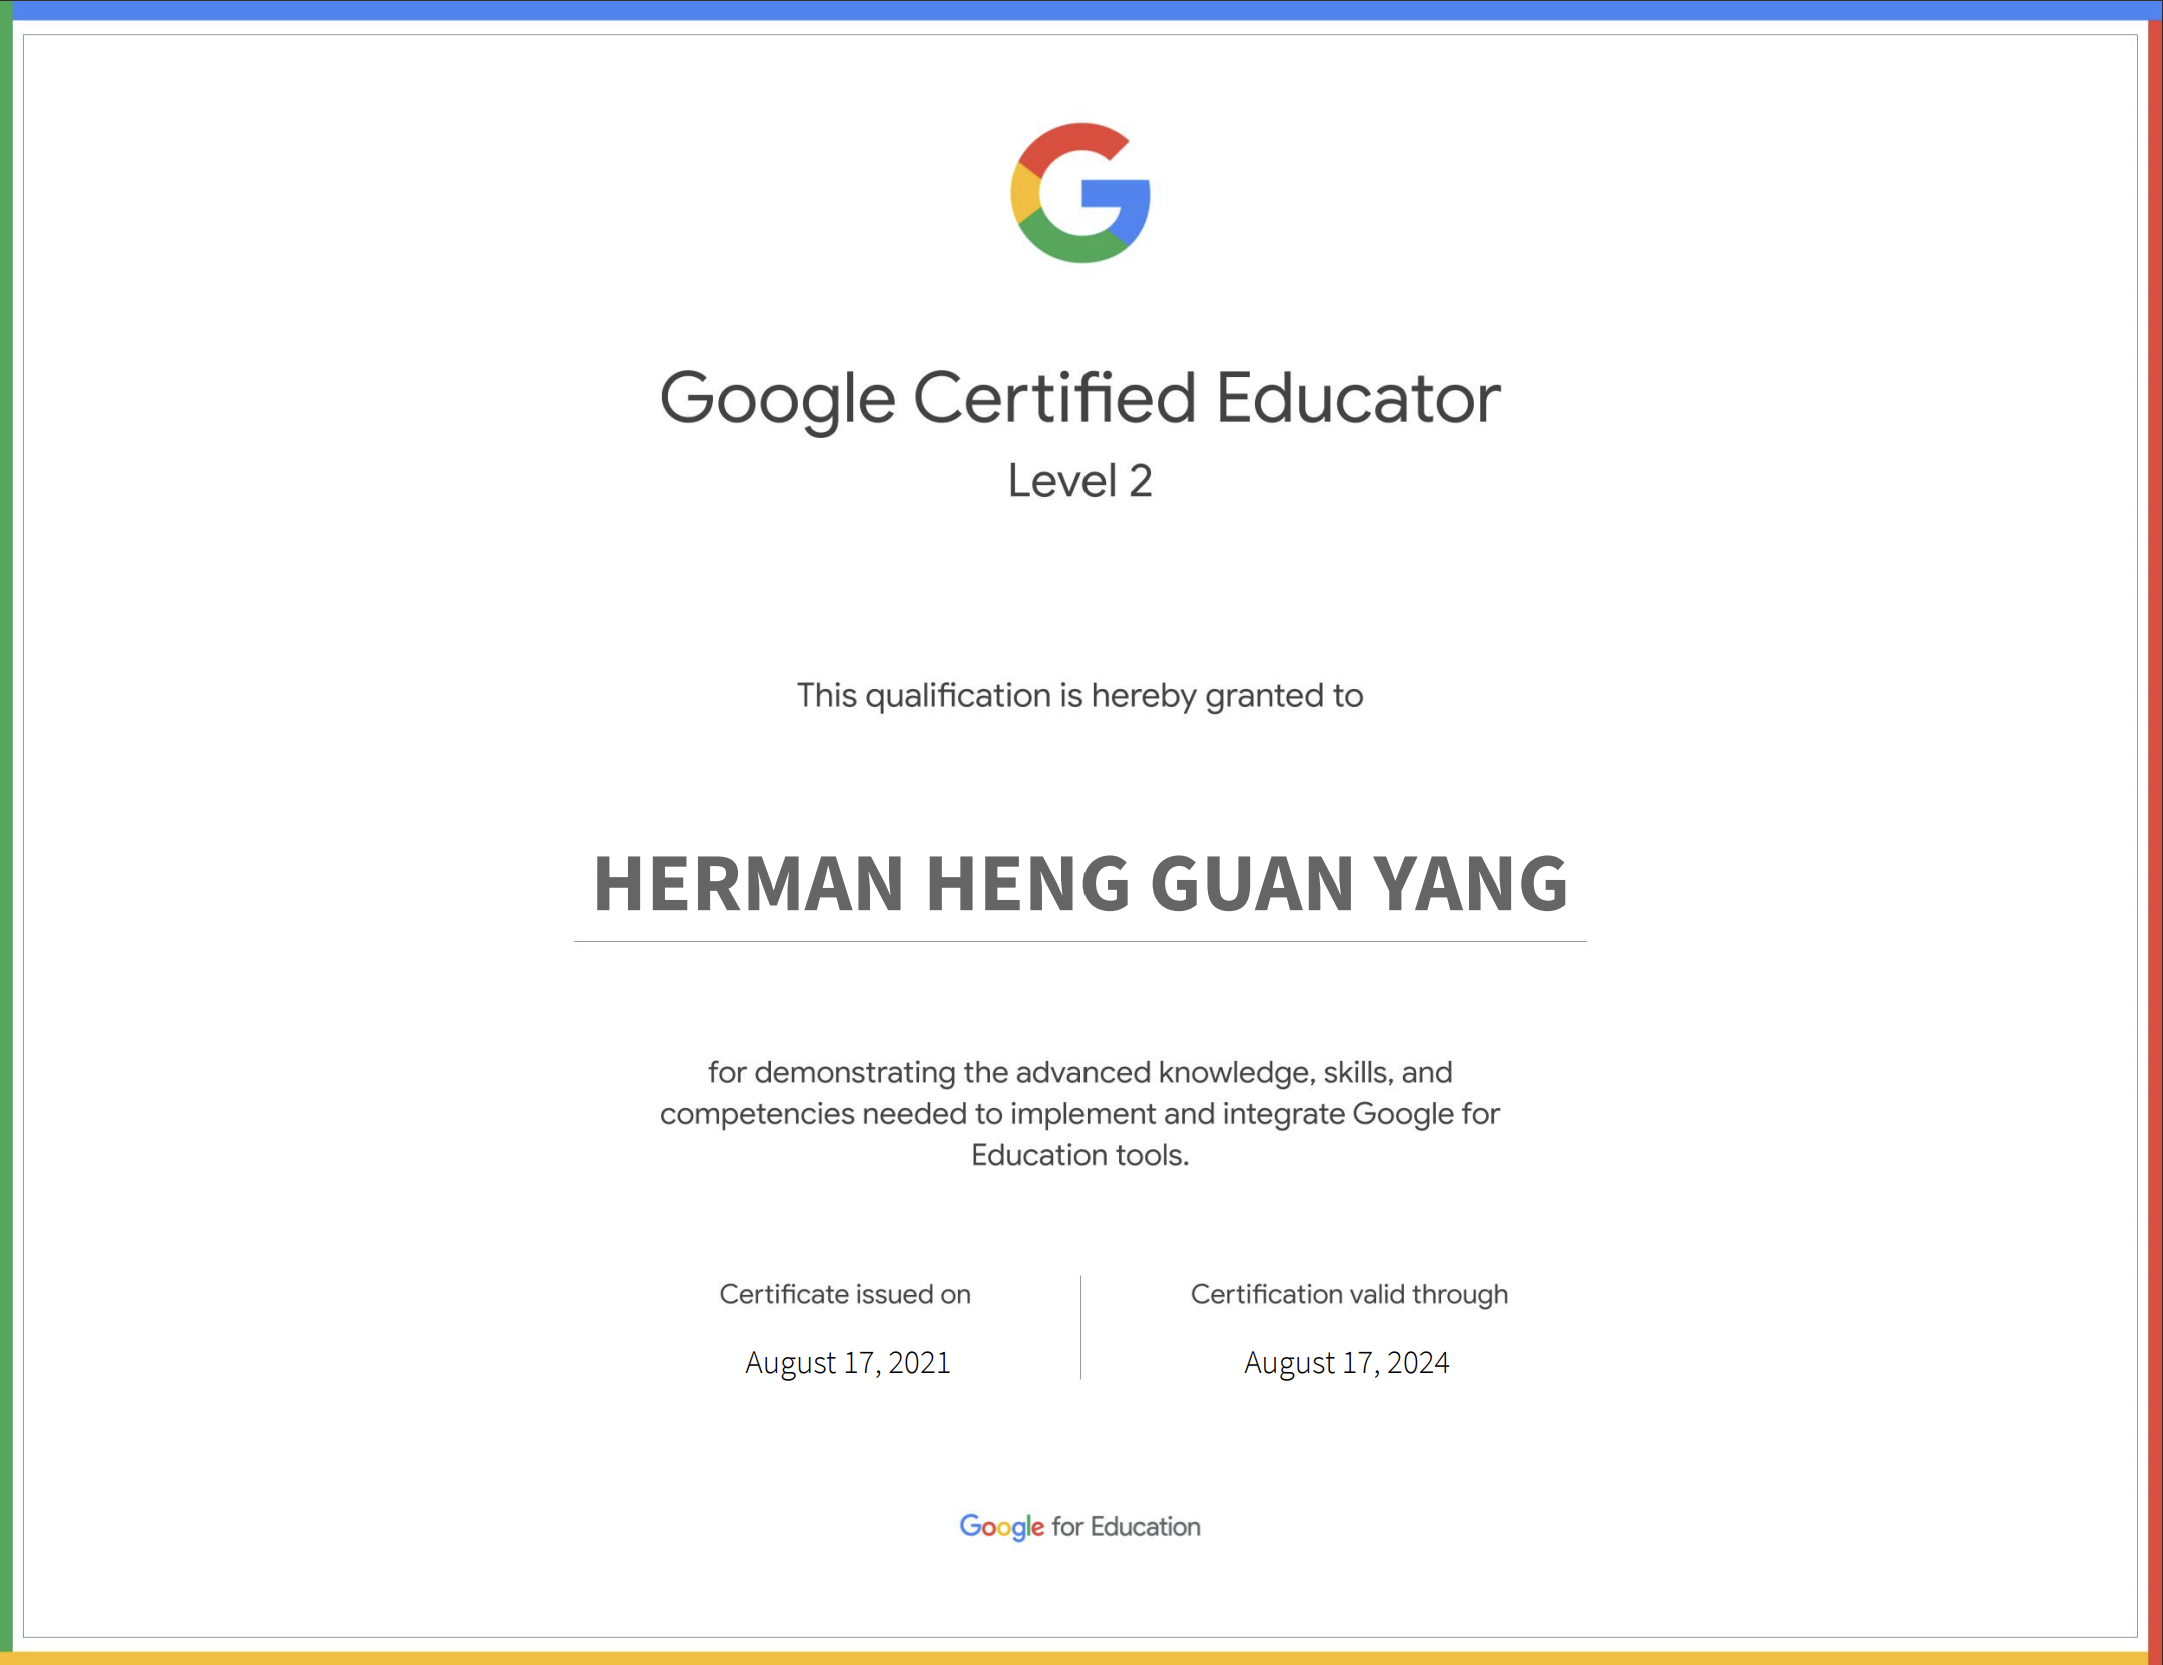 Google Certified Educator
Level 2
This qualification is hereby granted to
HERMAN HENG GUAN YANG
for demonstrating the advanced knowledge, skills, and
competencies needed to implement and integrate Google for
Education tools.
Certificate issued on
August 17, 2021
Certification valid through
August 17, 2024
Google for Education